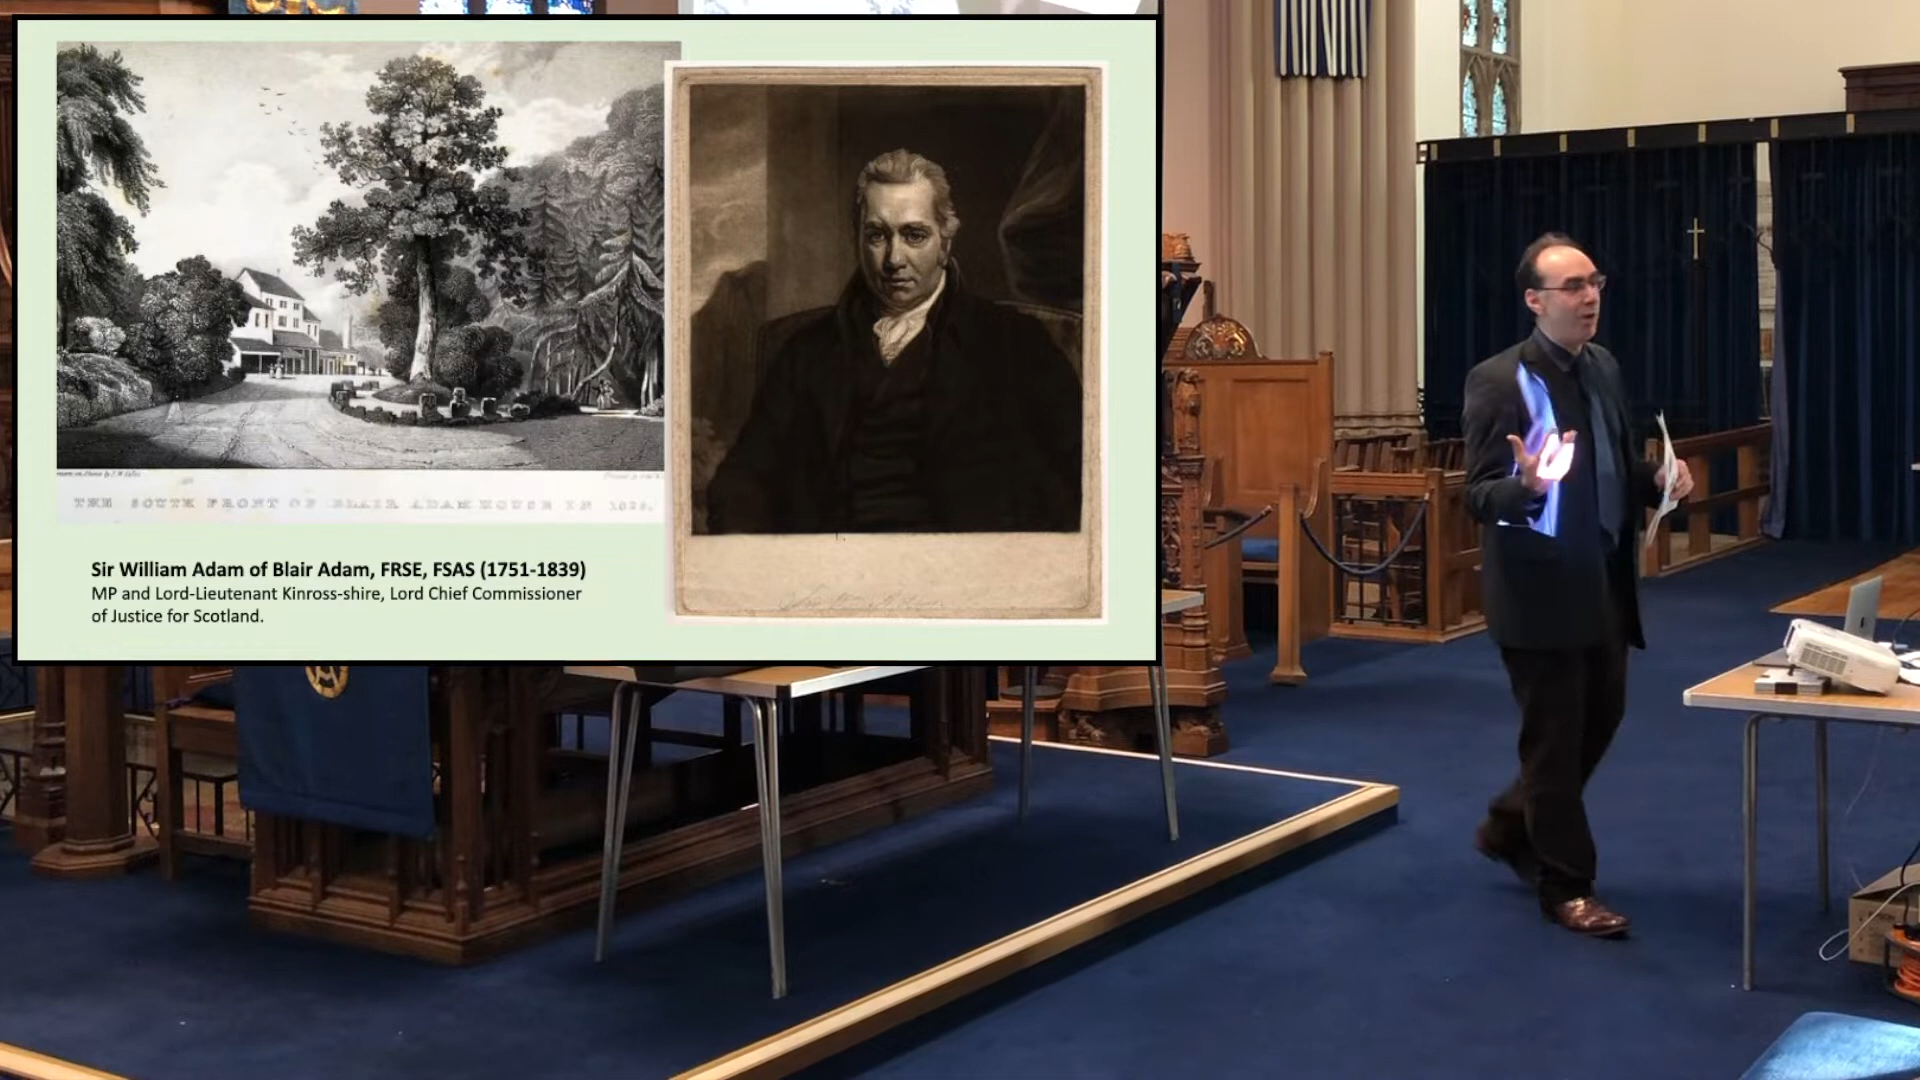 THE SOUTH FRONT OF BLAIR ADAM HOUSE IN
Sir William Adam of Blair Adam, FRSE, FSAS (1751-1839)
MP and Lord-Lieutenant Kinross-shire, Lord Chief Commissioner
of Justice for Scotland.